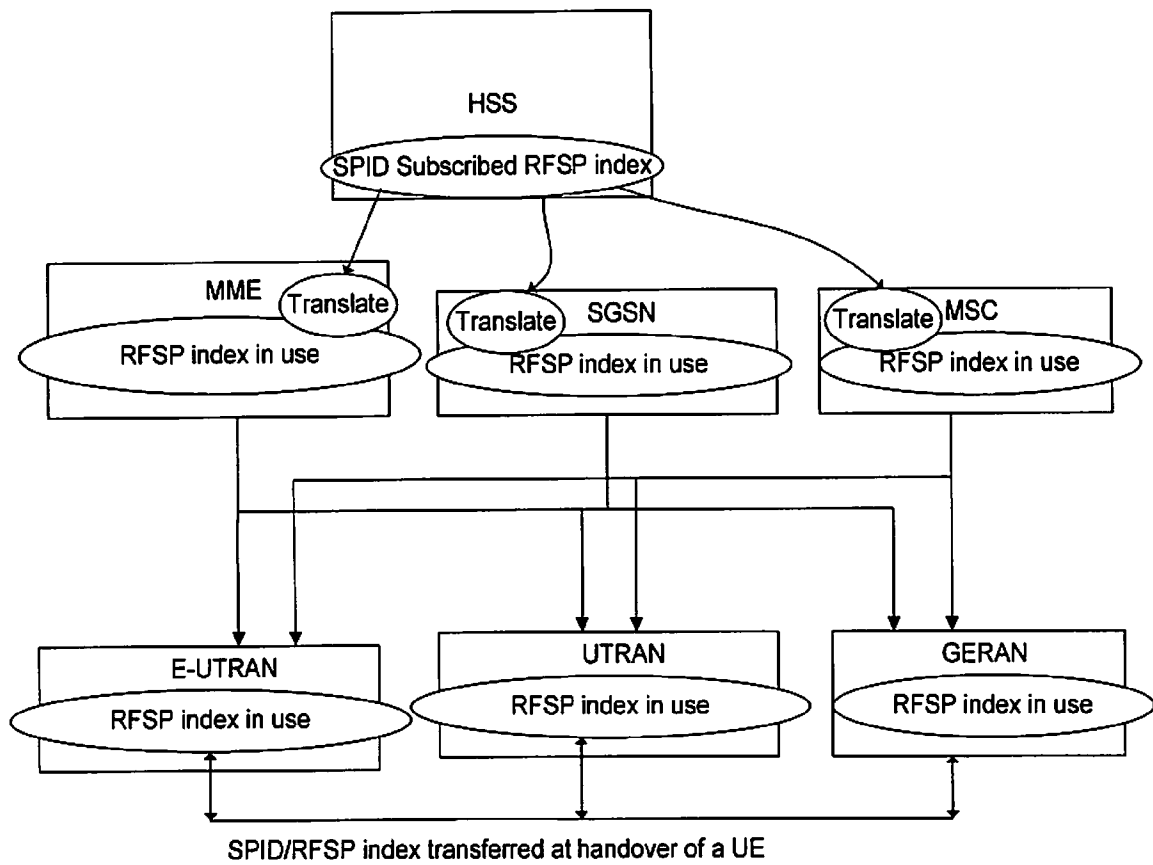 HSS
SPID Subscribed RFSP index
MME
Translate
RFSP index in use
Translate
SGSN
RFSP index in use
Translate
MSC
RFSP index in use
E-UTRAN
RFSP index in use
UTRAN
RFSP index in use
GERAN
RFSP index in use
SPID/RFSP index transferred at handover of a UE